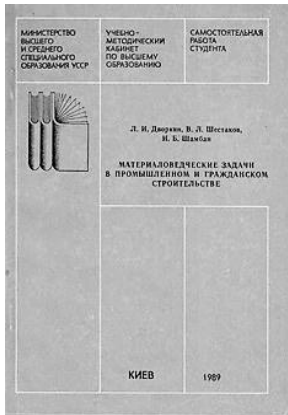 МИНИСТЕРСТВО
ВЫСШЕГО
И СРЕДНЕГО
СПЕЦИАЛЬНОГО
ОБРАЗОВАНИЯ УССР
УЧЕБНО-
МЕТОДИЧЕСКИЙ
КАБИНЕТ
ПО ВЫСШЕМУ
ОБРАЗОВАНИЮ
САМОСТОЯТЕЛЬНАЯ
РАБОТА
СТУДЕНТА
Л. И. Дворкин, В. Л. Шестаков,
И. Б. Шамбан
МАТЕРИАЛОВЕДЧЕСКИЕ ЗАДАЧИ
В ПРОМЫШЛЕННОМ И ГРАЖДАНСКОМ
СТРОИТЕЛЬСТВЕ
КИЕВ
1989